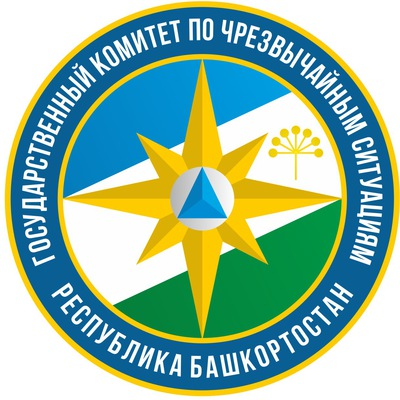 ГОСУДАРСТВЕННЫЙ КОМИТЕТ ПО ЧРЕЗВЫЧАЙНЫМ СИТУАЦИЯМ
РЕСПУБЛИКА БАШКОРТОСТАН